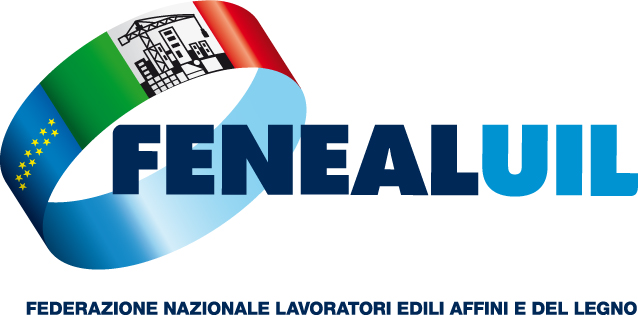 FENEALUIL
FEDERAZIONE NAZIONALE LAVORATORI EDILI AFFINI E DEL LEGNO